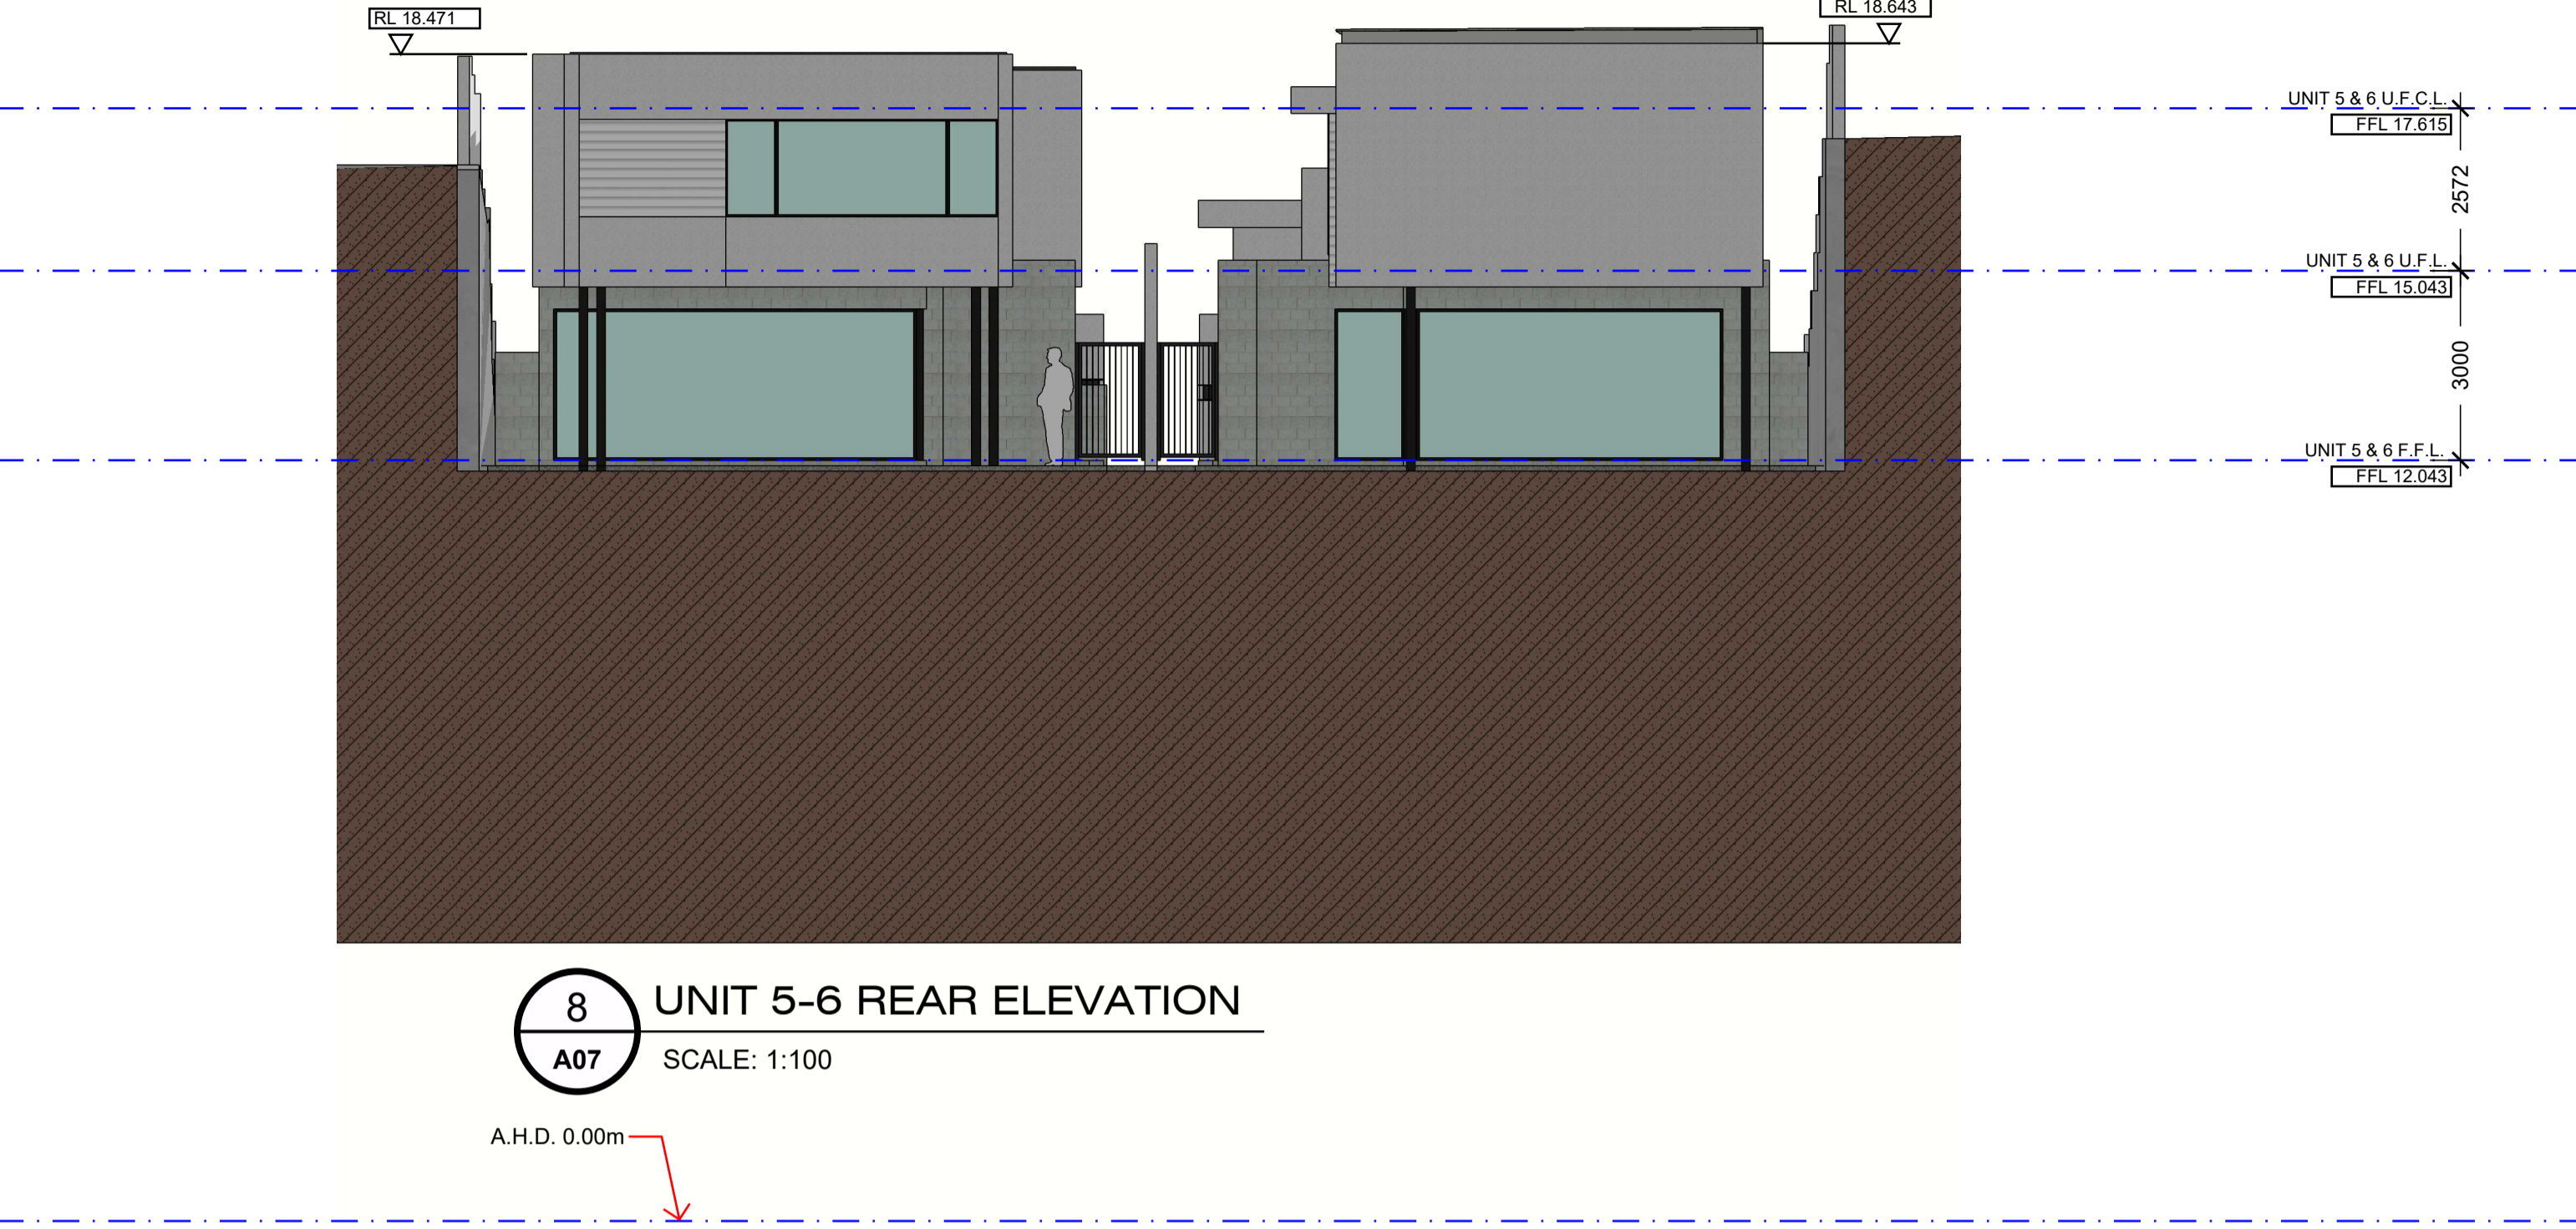 RL 18.471
RL 18.643
UNIT 5 & 6 U.F.C.L.
FFL 17.615
2572
UNIT 5 & 6 U.F.L.
FFL 15.043
3000
UNIT 5 & 6 F.F.L.
FFL 12.043
8
UNIT 5-6 REAR ELEVATION
A07
SCALE: 1:100
A.H.D. 0.00m